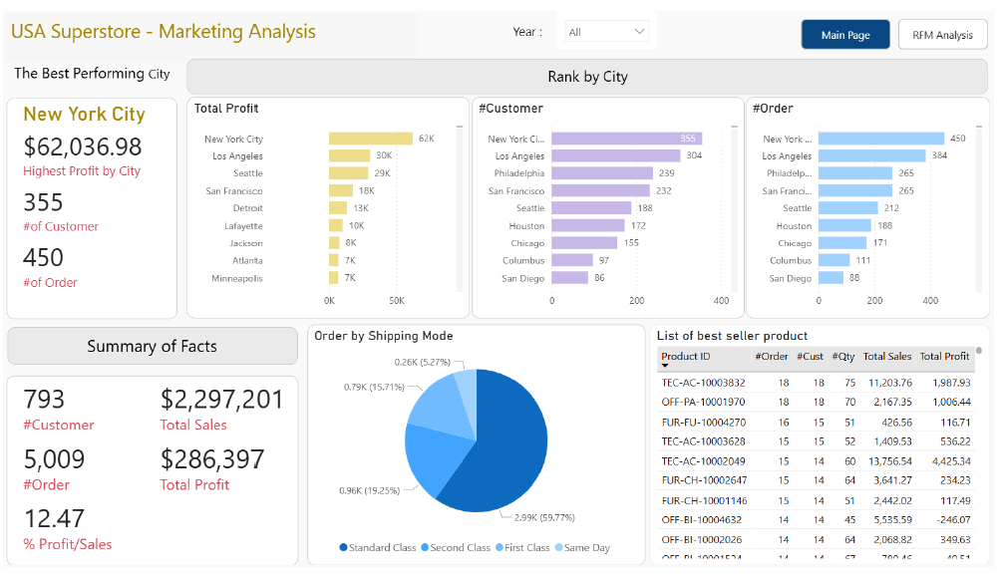 USA Superstore - Marketing Analysis
Year :
All
Main Page
RFM Analysis
The Best Performing City
Rank by City
New York City
$62,036.98
Highest Profit by City
355
#of Customer
450
#of Order
Total Profit
New York City 62K
Los Angeles 30K
Seattle 29K
San Francisco 18K
Detroit 13K
Lafayette 10K
Jackson 8K
Atlanta 7K
Minneapolis 7K
0K 50K
#Customer
New York Ci... 355
Los Angeles 304
Philadelphia 239
San Francisco 232
Seattle 188
Houston 172
Chicago 155
Columbus 97
San Diego 86
0 200 400
#Order
New York ... 450
Los Angeles 384
Philadelp... 265
San Franci... 265
Seattle 212
Houston 188
Chicago 171
Columbus 111
San Diego 88
0 200 400
Summary of Facts
793
#Customer
$2,297,201
Total Sales
5,009
#Order
$286,397
Total Profit
12.47
% Profit/Sales
Order by Shipping Mode
0.26K (5.27%)
0.79K (15.71%)
0.96K (19.25%)
2.99K (59.77%)
Standard Class Second Class First Class Same Day
List of best seller product
Product ID #Order #Cust #Qty Total Sales Total Profit
TEC-AC-10003832 18 18 75 11,203.76 1,987.93
OFF-PA-10001970 18 18 70 2,167.35 1,006.44
FUR-FU-10004270 16 15 51 426.56 116.71
TEC-AC-10003628 15 15 52 1,409.53 536.22
TEC-AC-10002049 15 14 60 13,756.54 4,425.34
FUR-CH-10002647 15 14 64 3,641.27 234.23
FUR-CH-10001146 15 14 51 2,442.02 117.49
OFF-BI-10004632 14 14 45 5,535.59 -246.07
OFF-BI-10002026 14 14 64 2,068.82 349.63